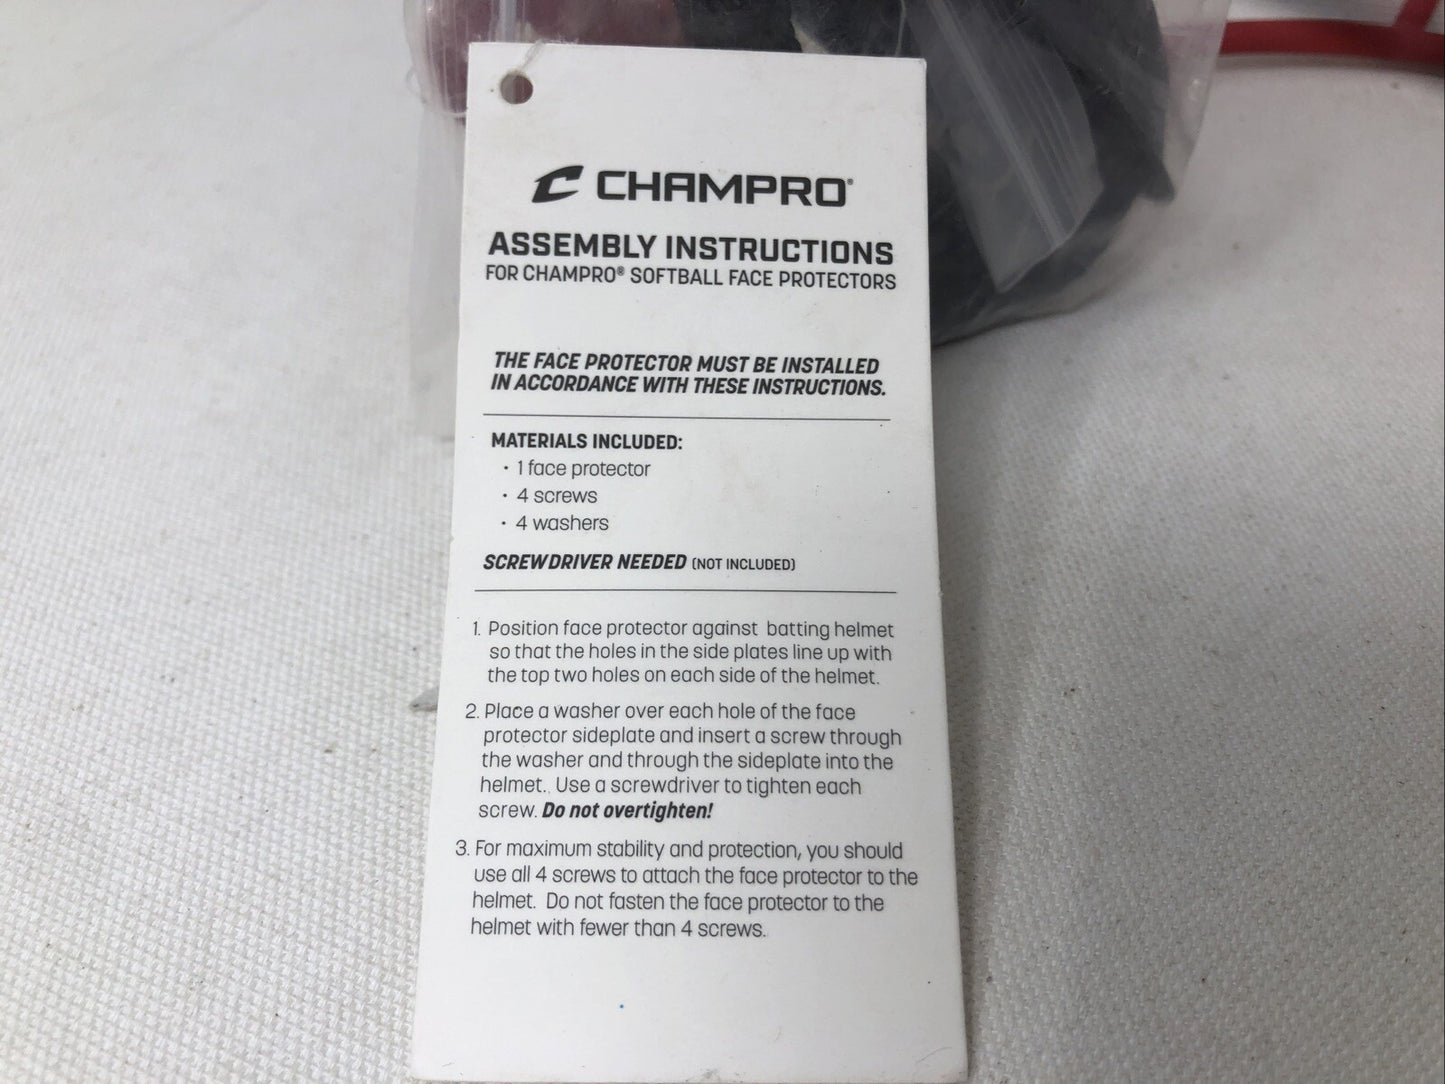 CHAMPRO®
ASSEMBLY INSTRUCTIONS
FOR CHAMPRO® SOFTBALL FACE PROTECTORS
THE FACE PROTECTOR MUST BE INSTALLED
IN ACCORDANCE WITH THESE INSTRUCTIONS.
MATERIALS INCLUDED:
• 1 face protector
• 4 screws
• 4 washers
SCREWDRIVER NEEDED (NOT INCLUDED)
1. Position face protector against batting helmet
so that the holes in the side plates line up with
the top two holes on each side of the helmet.
2. Place a washer over each hole of the face
protector sideplate and insert a screw through
the washer and through the sideplate into the
helmet. Use a screwdriver to tighten each
screw. Do not overtighten!
3. For maximum stability and protection, you should
use all 4 screws to attach the face protector to the
helmet. Do not fasten the face protector to the
helmet with fewer than 4 screws.